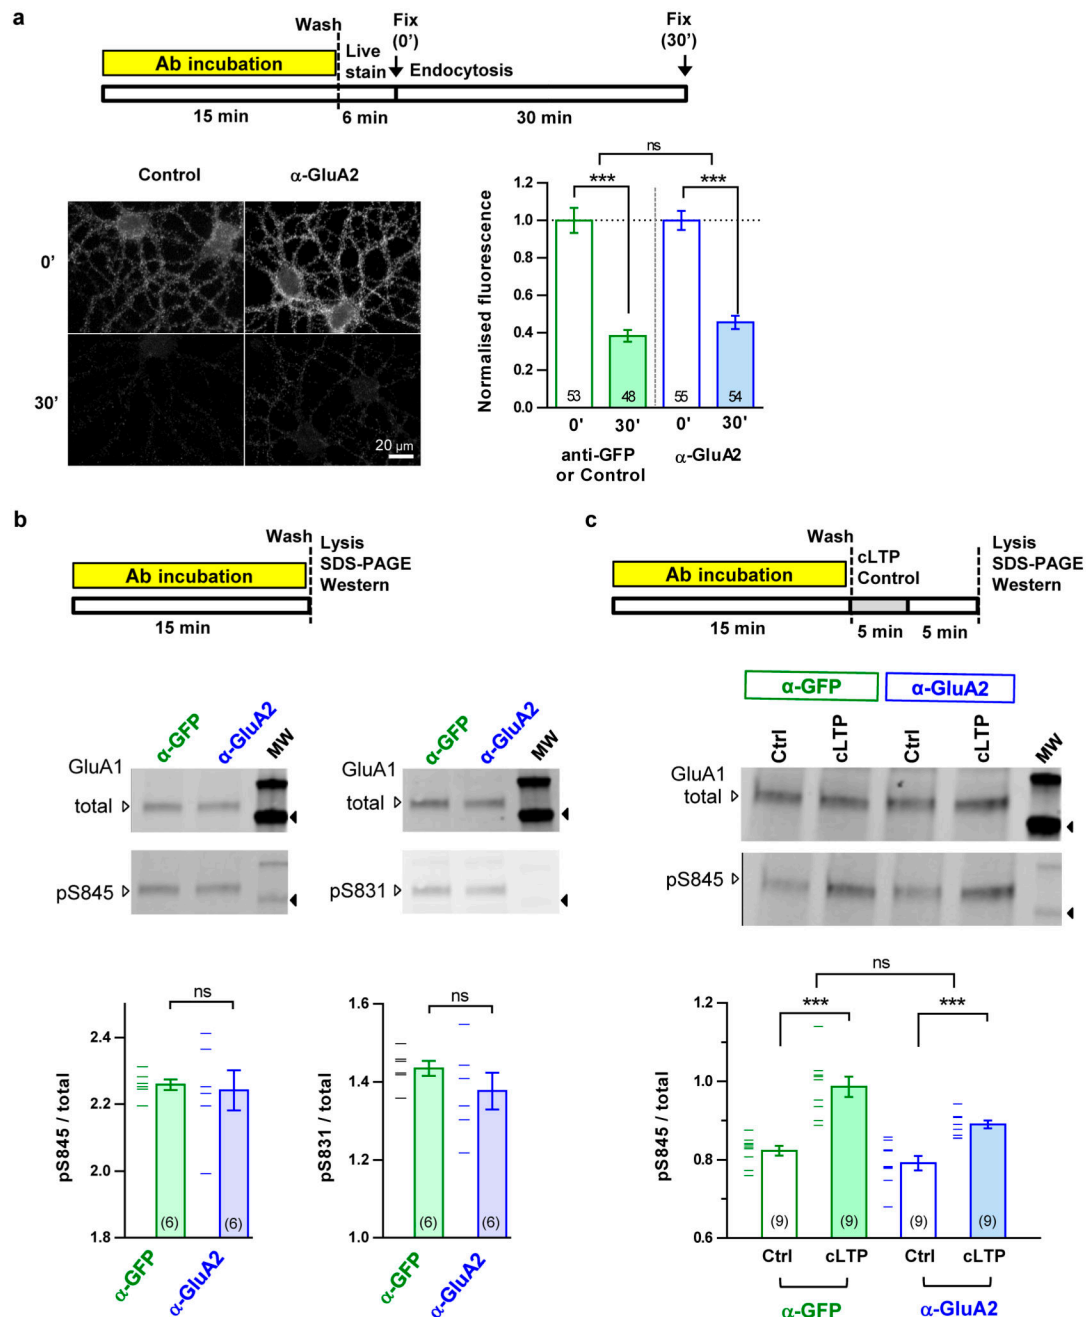 a
Wash
Fix
(0')
Fix
(30')
Ab incubation
Live
stain
Endocytosis
15 min
6 min
30 min
Control
α-GluA2
0'
30'
20 µm
ns
***
***
Normalised fluorescence
1.2
1.0
0.8
0.6
0.4
0.2
0.0
53
48
55
54
0'
30'
0'
30'
anti-GFP
or Control
α-GluA2
b
Wash
Lysis
SDS-PAGE
Western
Ab incubation
15 min
α-GFP
α-GluA2
MW
GluA1
total
pS845
α-GFP
α-GluA2
MW
GluA1
total
pS831
ns
pS845 / total
2.4
2.2
2.0
1.8
(6)
(6)
α-GFP
α-GluA2
ns
pS831 / total
1.6
1.4
1.2
1.0
(6)
(6)
α-GFP
α-GluA2
c
Wash
cLTP
Control
Lysis
SDS-PAGE
Western
Ab incubation
15 min
5 min
5 min
α-GFP
α-GluA2
Ctrl
cLTP
Ctrl
cLTP
MW
GluA1
total
pS845
ns
***
***
pS845 / total
1.2
1.0
0.8
0.6
(9)
(9)
(9)
(9)
Ctrl
cLTP
Ctrl
cLTP
α-GFP
α-GluA2